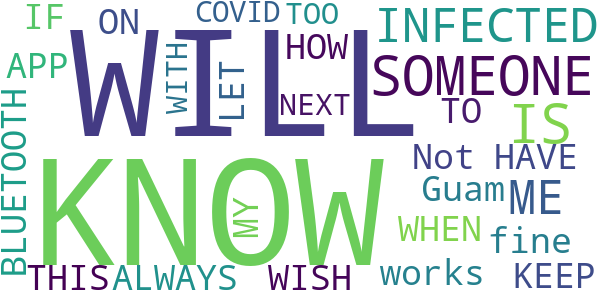 IF ON COVID TOO INFECTED
APP WILL WITH LET HOW SOMEONE
NEXT TO IS
BLUETOOTH KNOW MY Not HAVE
Guam ME
WHEN fine
THIS ALWAYS WISH works KEEP